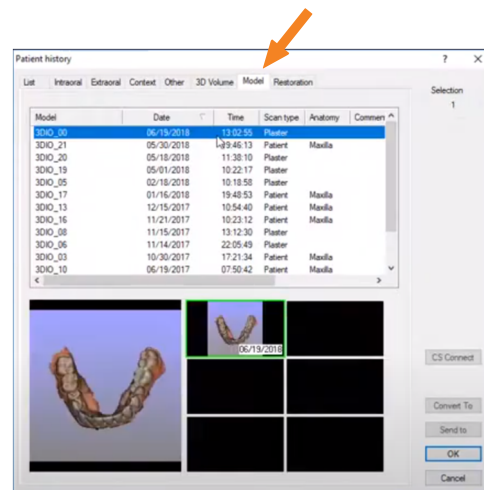 Patient history ? X
List Intraoral Extraoral Context Other 3D Volume Model Restoration
Selection
1
Model Date Time Scan type Anatomy Commen
3DIO_00 06/19/2018 13:02:55 Plaster
3DIO_21 05/30/2018 19:46:13 Patient Maxilla
3DIO_20 05/18/2018 11:38:10 Plaster
3DIO_19 05/01/2018 10:22:17 Plaster
3DIO_05 02/18/2018 10:18:58 Plaster
3DIO_17 01/16/2018 19:48:53 Patient Maxilla
3DIO_13 12/15/2017 10:54:40 Patient Maxilla
3DIO_16 11/21/2017 10:23:12 Patient Maxilla
3DIO_08 11/15/2017 13:12:30 Plaster
3DIO_06 11/14/2017 22:05:49 Plaster
3DIO_03 10/30/2017 17:21:34 Patient Maxilla
3DIO_10 06/19/2017 07:50:42 Patient Maxilla
06/19/2018
CS Connect
Convert To
Send to
OK
Cancel